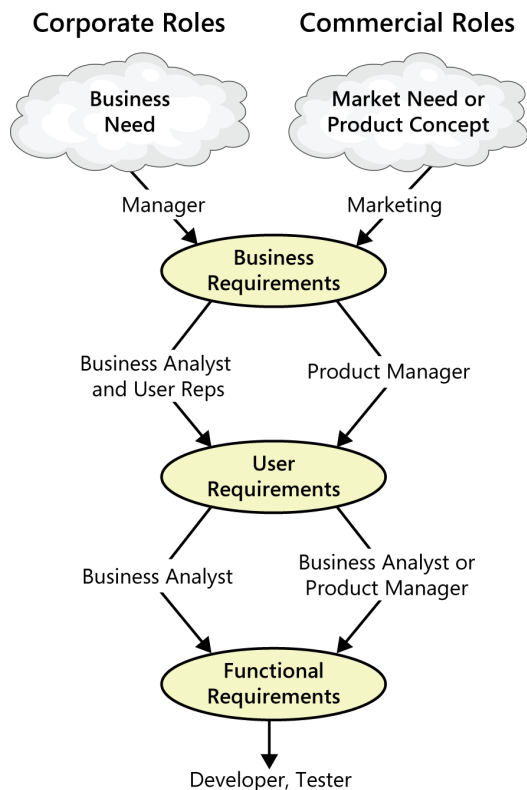 Corporate Roles
Commercial Roles
Business
Need
Market Need or
Product Concept
Manager
Marketing
Business
Requirements
Business Analyst
and User Reps
Product Manager
User
Requirements
Business Analyst
Business Analyst or
Product Manager
Functional
Requirements
Developer, Tester